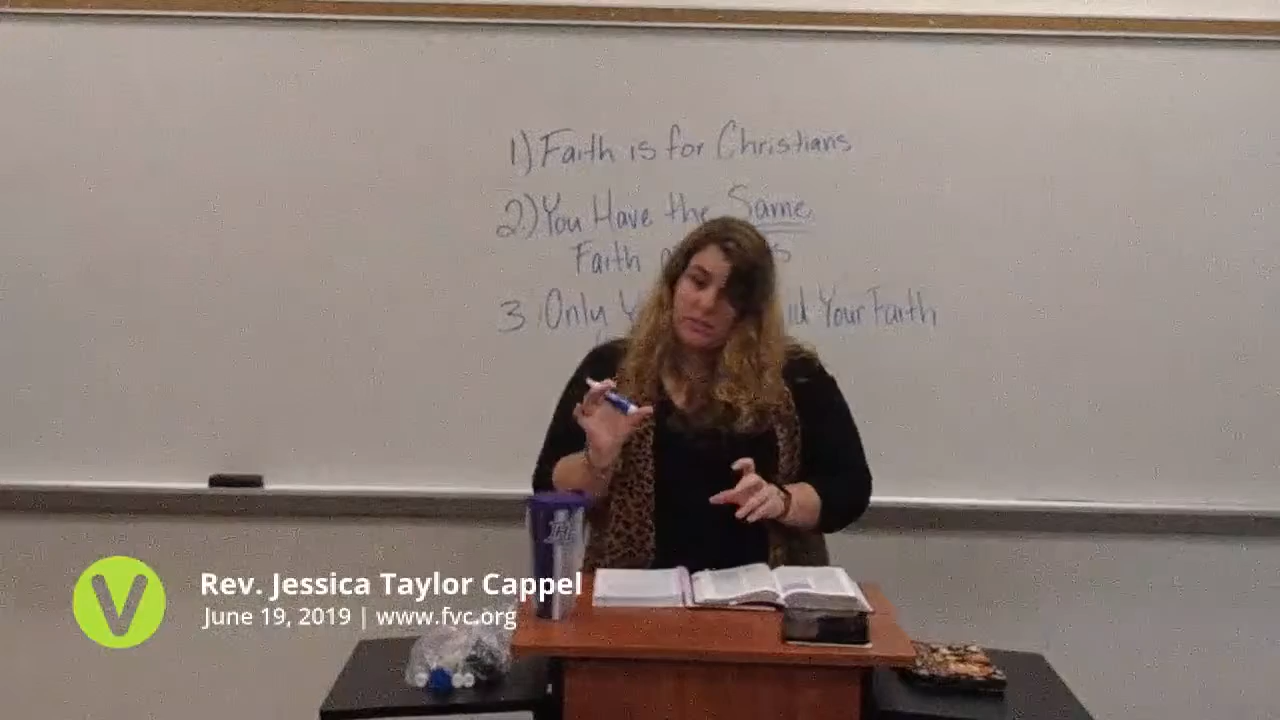 1) Faith is for Christians
2.) You Have the Same
Faith
3 Only Your Faith
V
Rev. Jessica Taylor Cappel
June 19, 2019 | www.fvc.org